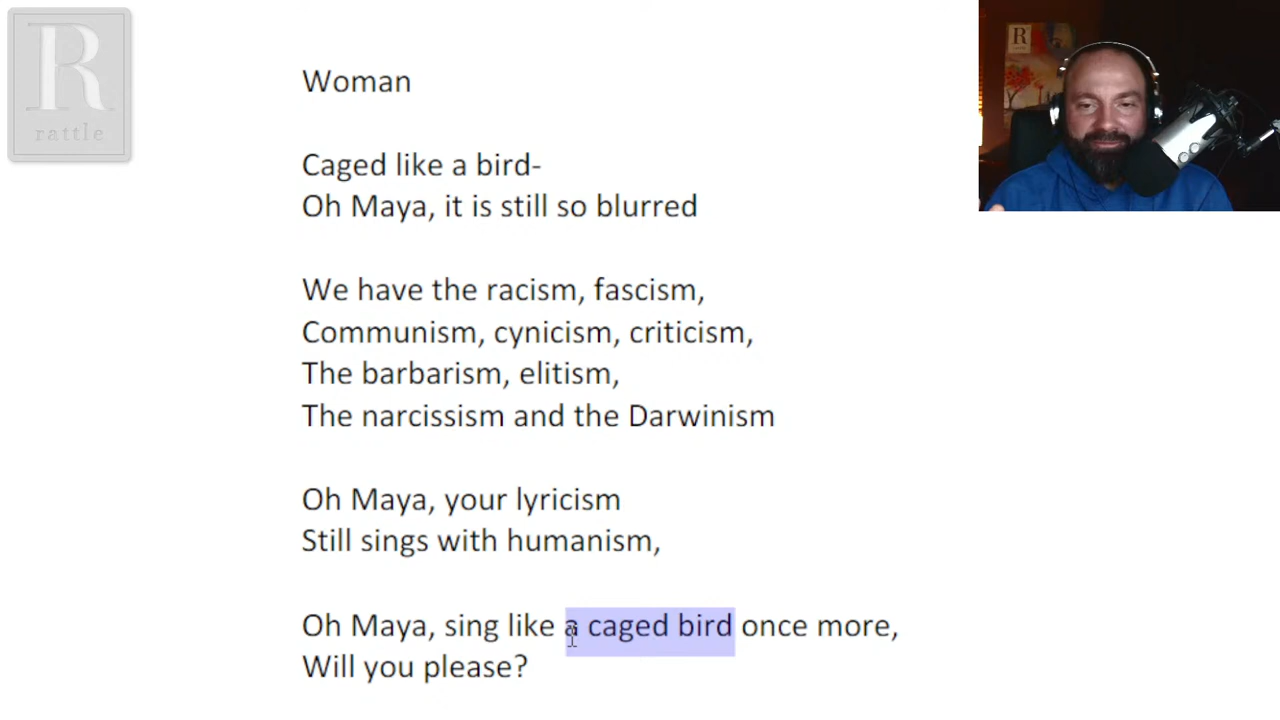 R
rattle
Woman
Caged like a bird-
Oh Maya, it is still so blurred
We have the racism, fascism,
Communism, cynicism, criticism,
The barbarism, elitism,
The narcissism and the Darwinism
Oh Maya, your lyricism
Still sings with humanism,
Oh Maya, sing like a caged bird once more,
Will you please?
R